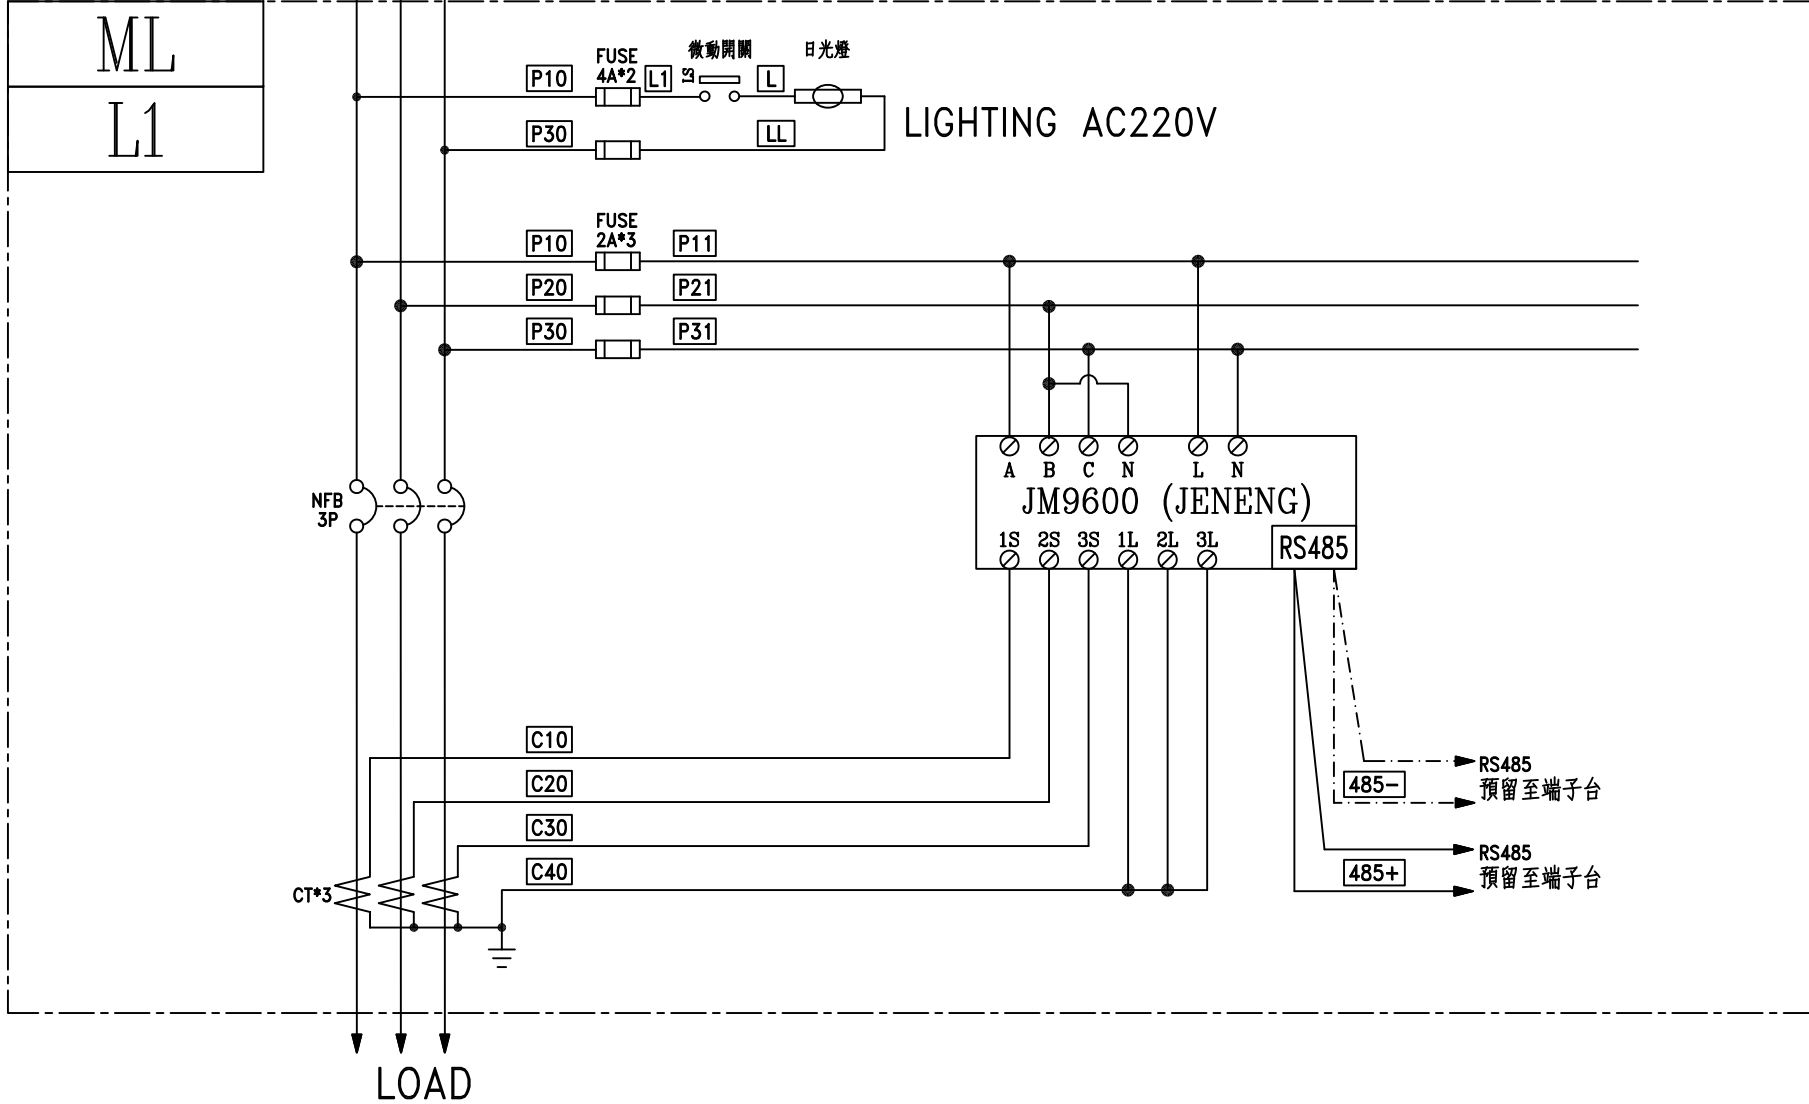 ML
L1
P10
FUSE
4A*2
L1
LS
微動開關
L
日光燈
P30
LL
LIGHTING AC220V
P10
FUSE
2A*3
P11
P20
P21
P30
P31
A B C N L N
JM9600 (JENENG)
1S 2S 3S 1L 2L 3L
RS485
NFB
3P
C10
C20
C30
C40
CT*3
485-
RS485
預留至端子台
485+
RS485
預留至端子台
LOAD